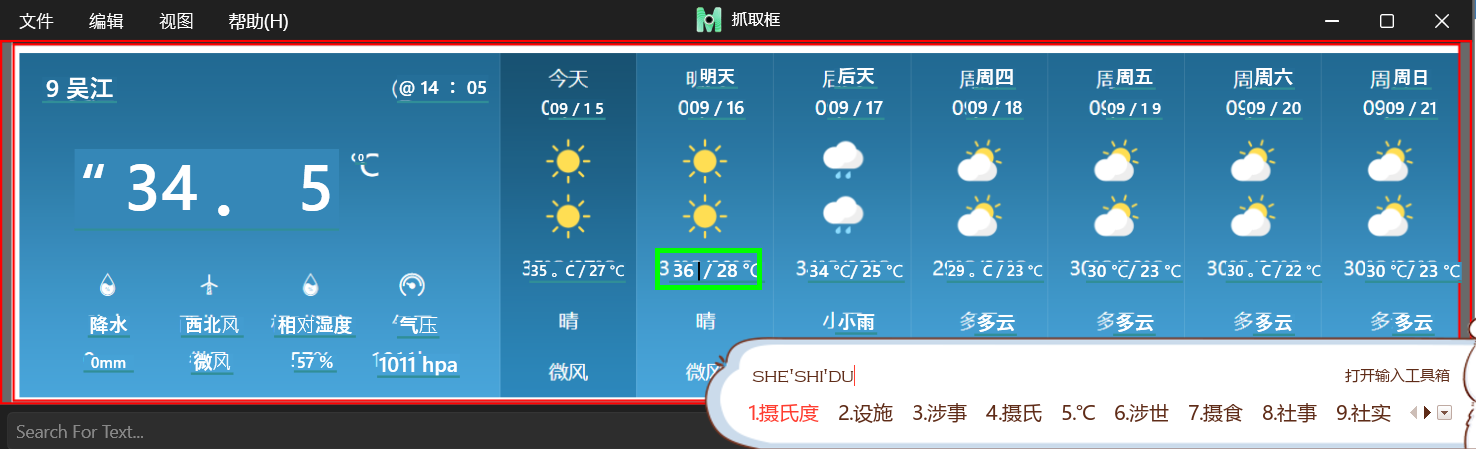 文件 编辑 视图 帮助(H) 抓取框
9 吴江 (@ 14 : 05
“ 34 . 5 °C
今天 明天 后天 周四 周五 周六 周日
09 / 1 5 09 / 16 09 / 17 09 / 18 09 / 1 9 09 / 20 09 / 21
35 。C / 27 °C 36 / 28 °C 34 °C/ 25 °C 29 。C / 23 °C 30 °C/ 23 °C 30 。C / 22 °C 30 °C/ 23 °C
降水 西北风 相对湿度 气压
晴 晴 小雨 多云 多云 多云 多云
0mm 微风 57 % 1011 hpa
微风 微风
SHE'SHI'DU 打开输入工具箱
1.摄氏度 2.设施 3.涉事 4.摄氏 5.℃ 6.涉世 7.摄食 8.社事 9.社实
Search For Text...